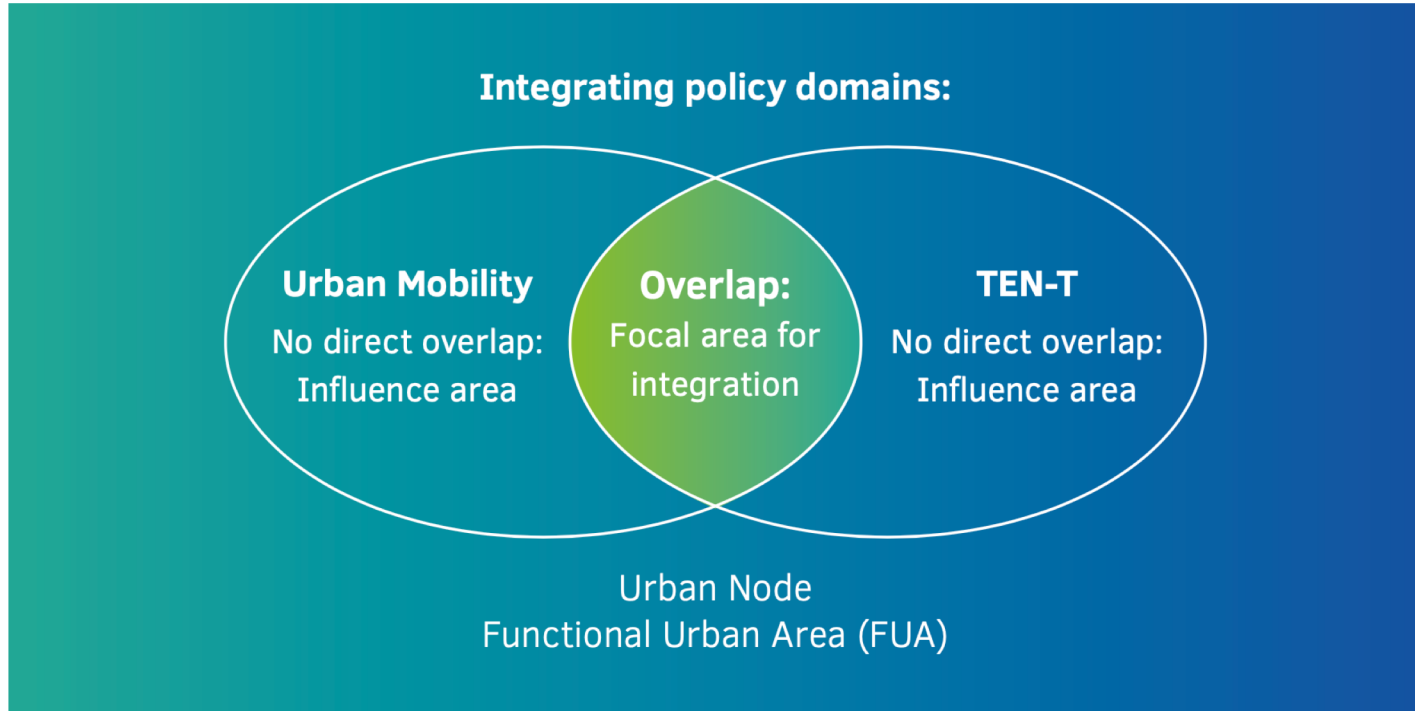 Integrating policy domains:
Urban Mobility
No direct overlap:
Influence area
Overlap:
Focal area for
integration
TEN-T
No direct overlap:
Influence area
Urban Node
Functional Urban Area (FUA)